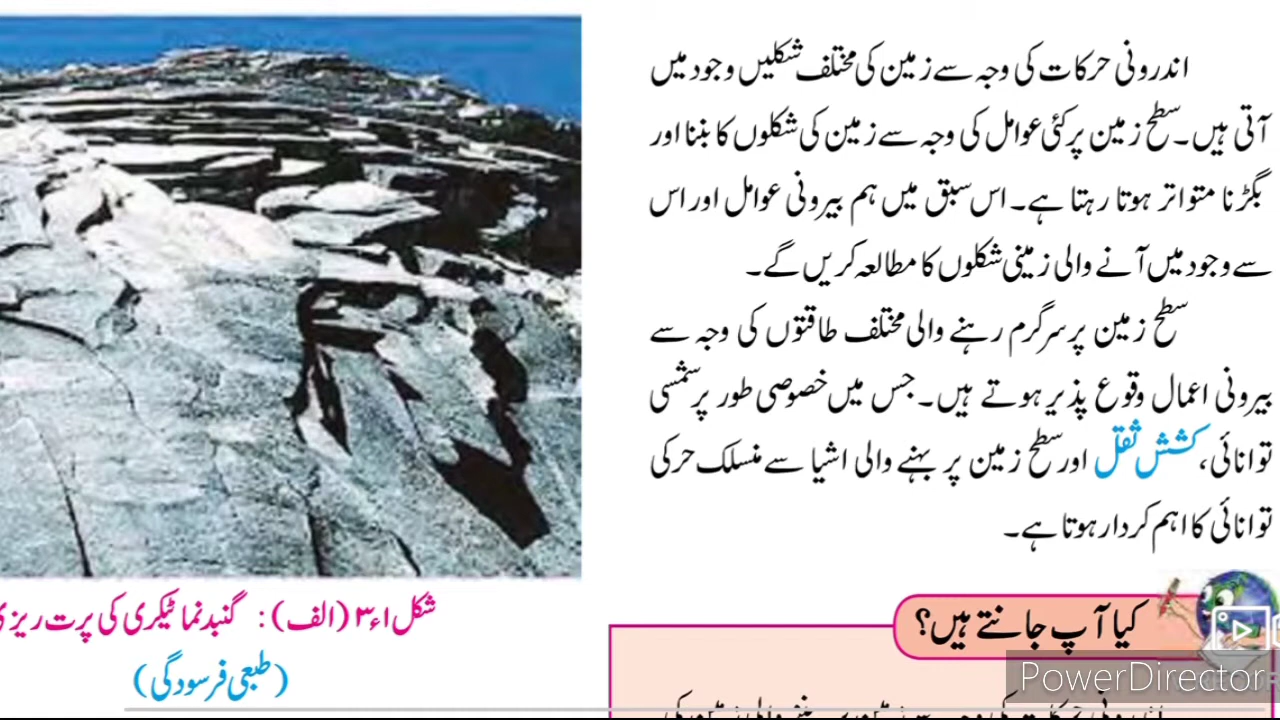 اندرونی حرکات کی وجہ سے زمین کی مختلف شکلیں وجود میں
آتی ہیں۔ سطح زمین پر کئی عوامل کی وجہ سے زمین کی شکلوں کا بننا اور
بگڑنا متواتر ہوتا رہتا ہے۔ اس سبق میں ہم بیرونی عوامل اور اس
سے وجود میں آنے والی زمینی شکلوں کا مطالعہ کریں گے۔
سطح زمین پر سرگرم رہنے والی مختلف طاقتوں کی وجہ سے
بیرونی اعمال وقوع پذیر ہوتے ہیں۔ جس میں خصوصی طور پر شمسی
توانائی، کشش ثقل اور سطح زمین پر بہنے والی اشیا سے منسلک حرکی
توانائی کا اہم کردار ہوتا ہے۔
شکل ۳ء۱ (الف) : گنبد نما ٹیکری کی پرت ریزی
(طبعی فرسودگی)
کیا آپ جانتے ہیں؟
PowerDirector